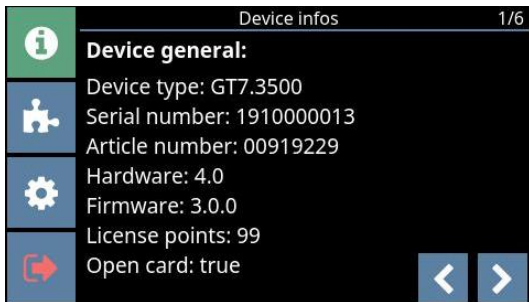 Device infos 1/6
Device general:
Device type: GT7.3500
Serial number: 1910000013
Article number: 00919229
Hardware: 4.0
Firmware: 3.0.0
License points: 99
Open card: true